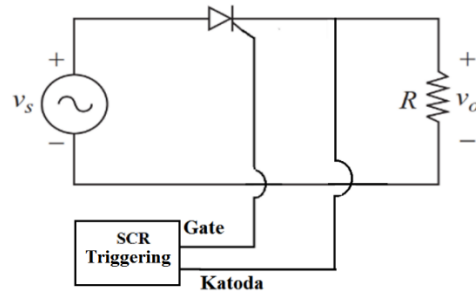 +
+
vs
R
vo
−
−
Gate
SCR
Triggering
Katoda